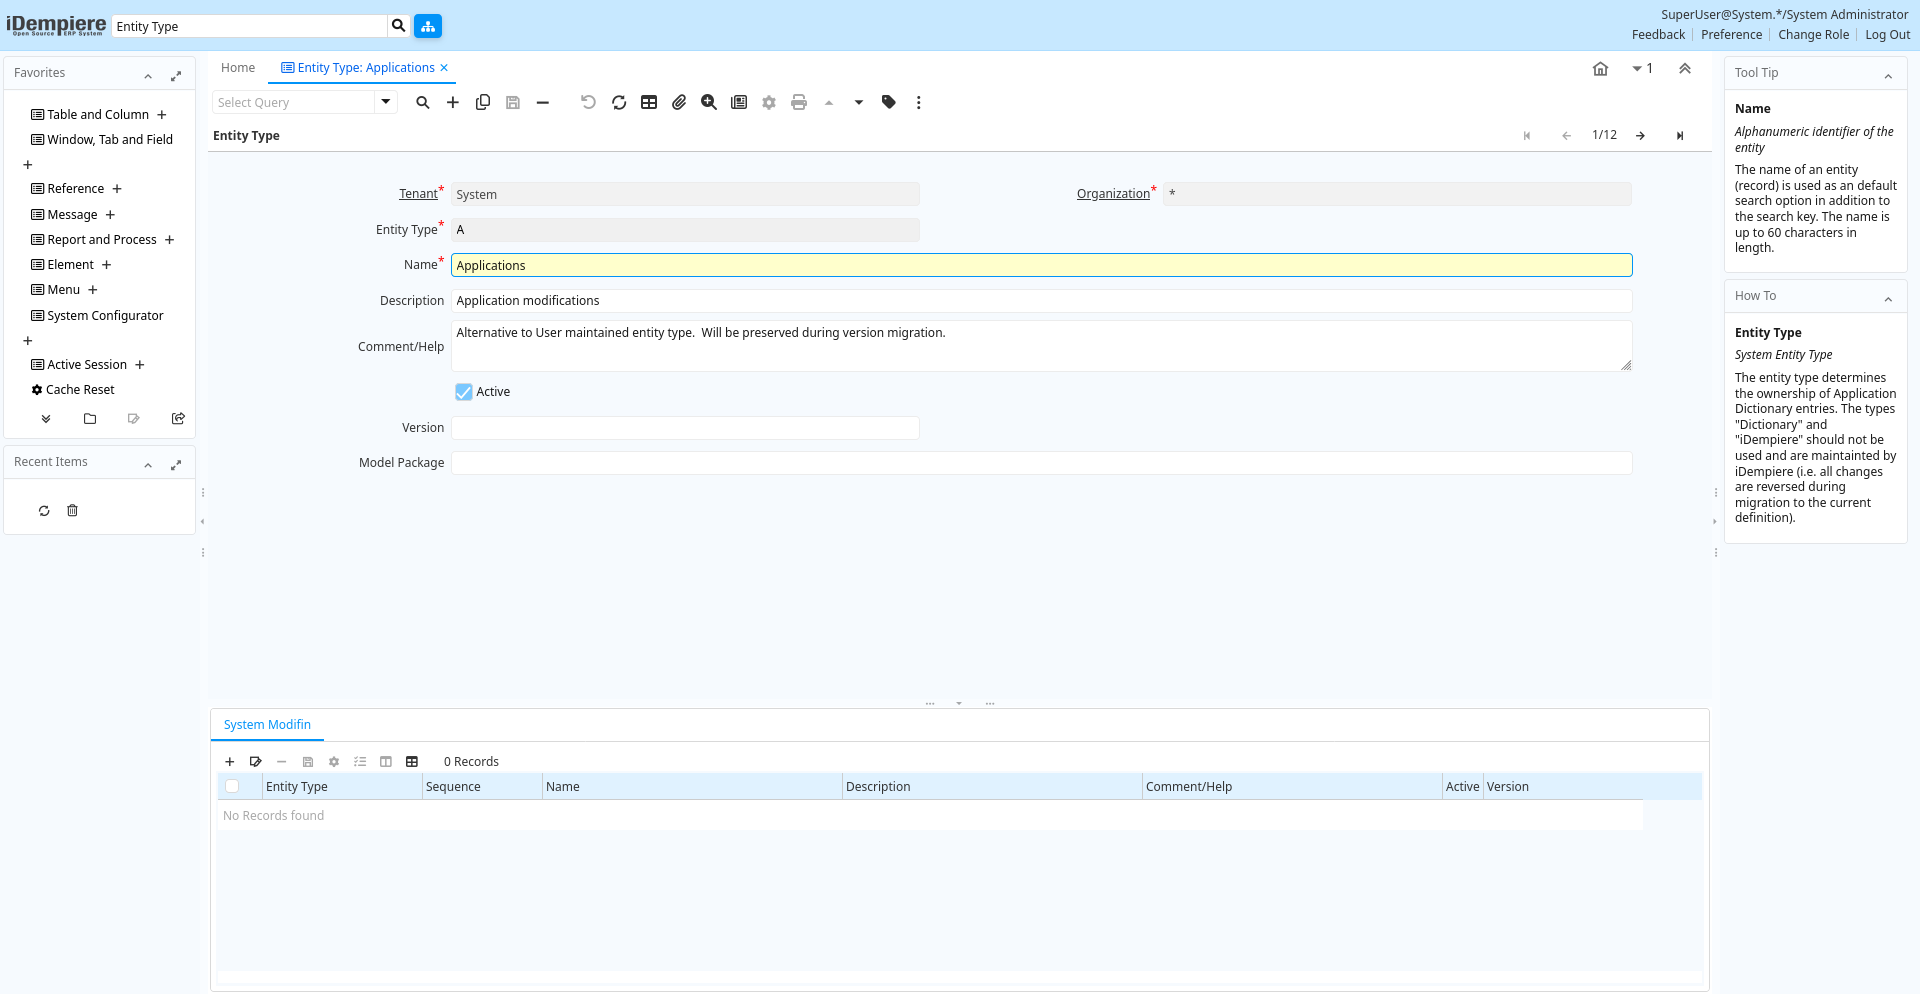 iDempiere
Open Source ERP System
Entity Type
SuperUser@System.*/System Administrator
Feedback Preference Change Role Log Out
Favorites
Table and Column
Window, Tab and Field
Reference
Message
Report and Process
Element
Menu
System Configurator
Active Session
Cache Reset
Recent Items
Home
Entity Type: Applications
1
Select Query
Entity Type
1/12
Tenant* System
Organization* *
Entity Type* A
Name* Applications
Description Application modifications
Comment/Help Alternative to User maintained entity type.  Will be preserved during version migration.
Active
Version
Model Package
System Modifin
0 Records
Entity Type Sequence Name Description Comment/Help Active Version
No Records found
Tool Tip
Name
Alphanumeric identifier of the
entity
The name of an entity
(record) is used as an default
search option in addition to
the search key. The name is
up to 60 characters in
length.
How To
Entity Type
System Entity Type
The entity type determines
the ownership of Application
Dictionary entries. The types
"Dictionary" and
"iDempiere" should not be
used and are maintainted by
iDempiere (i.e. all changes
are reversed during
migration to the current
definition).